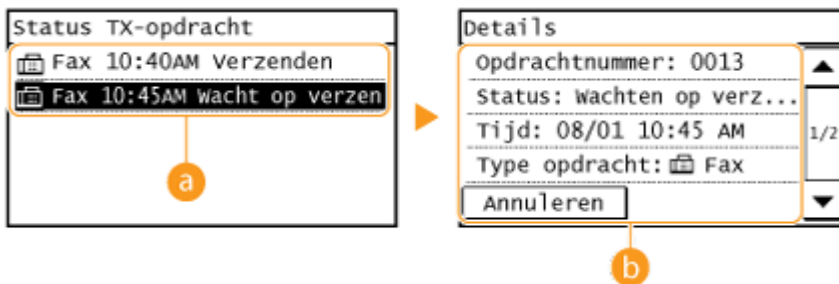 Status TX-opdracht
Fax 10:40AM Verzenden
Fax 10:45AM Wacht op verzen
a
Details
Opdrachtnummer: 0013
Status: Wachten op verz...
Tijd: 08/01 10:45 AM
1/2
Type opdracht: Fax
Annuleren
b